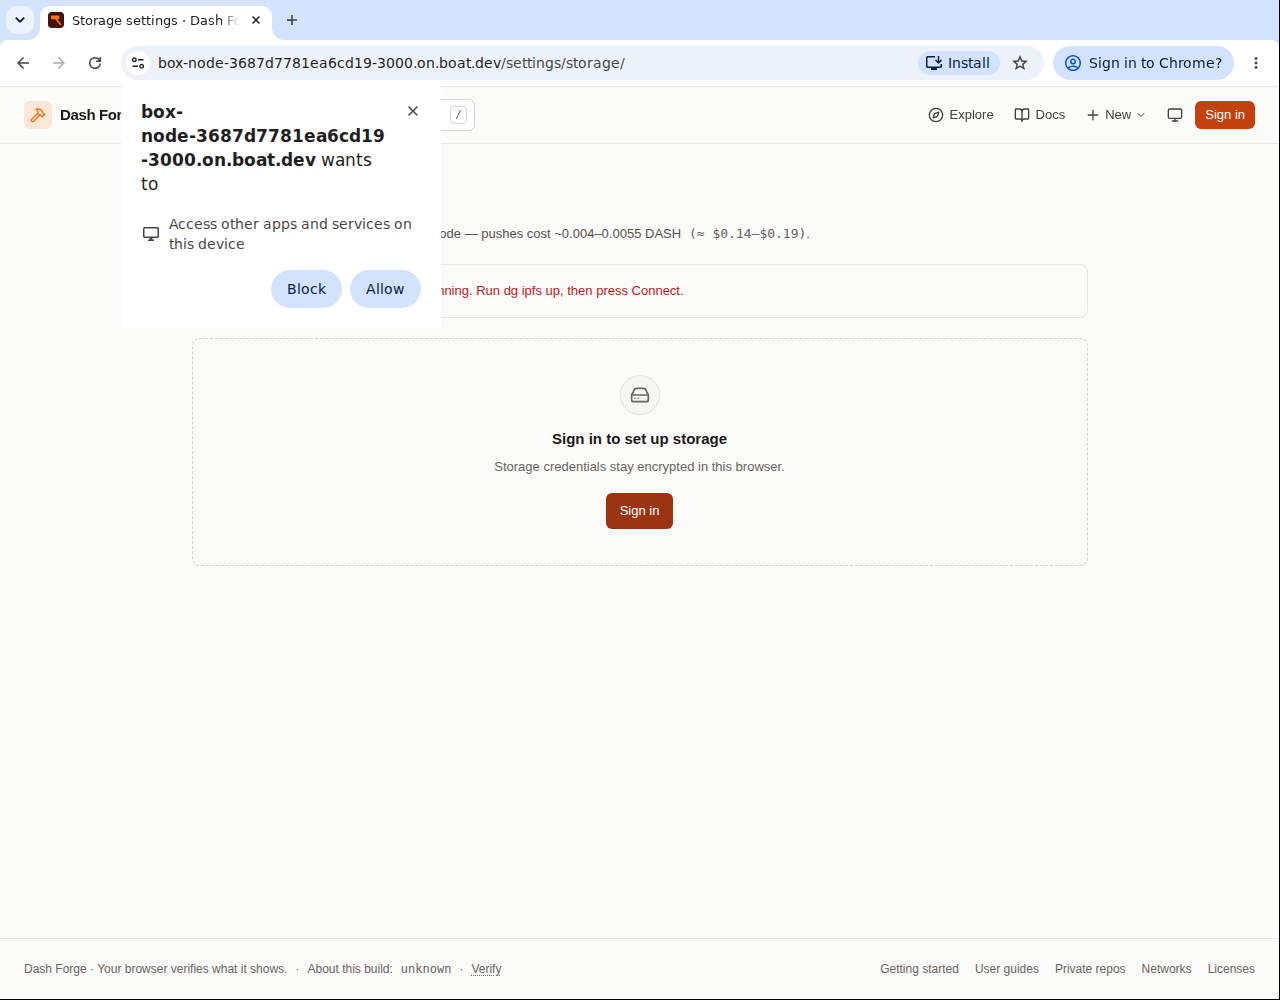 Storage settings · Dash Fo
box-node-3687d7781ea6cd19-3000.on.boat.dev/settings/storage/
Install
Sign in to Chrome?
Dash For
/
Explore
Docs
New
Sign in
box-
node-3687d7781ea6cd19
-3000.on.boat.dev wants
to
Access other apps and services on
this device
Block
Allow
ode — pushes cost ~0.004–0.0055 DASH (≈ $0.14–$0.19).
nning. Run dg ipfs up, then press Connect.
Sign in to set up storage
Storage credentials stay encrypted in this browser.
Sign in
Dash Forge · Your browser verifies what it shows. · About this build: unknown · Verify
Getting started
User guides
Private repos
Networks
Licenses